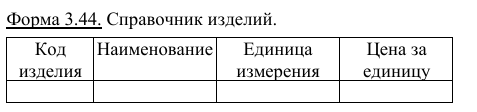 Форма 3.44. Справочник изделий.
Код изделия Наименование Единица измерения Цена за единицу